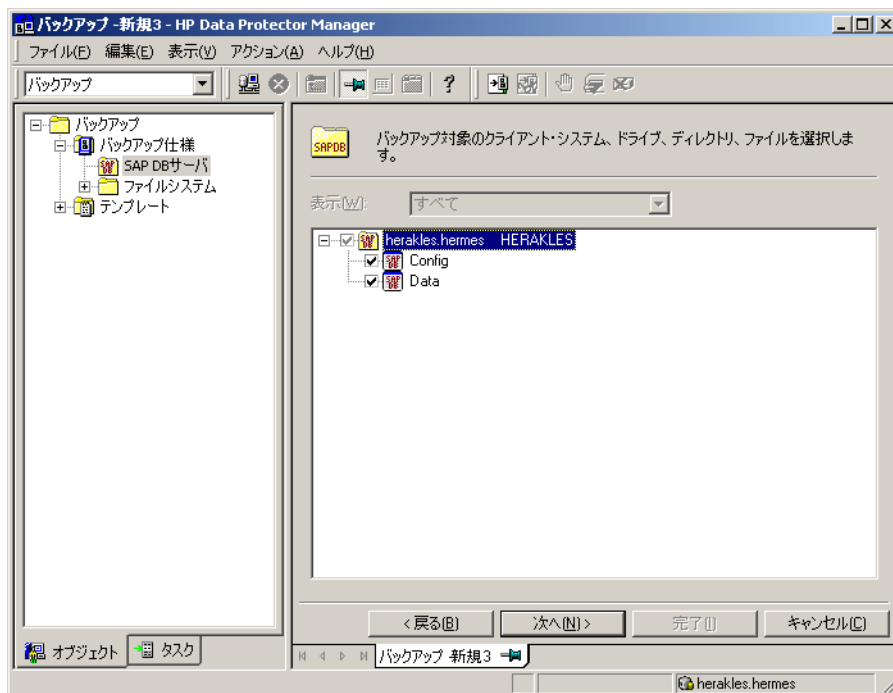 バックアップ -新規3 - HP Data Protector Manager
ファイル(F) 編集(E) 表示(V) アクション(A) ヘルプ(H)
バックアップ
バックアップ
バックアップ仕様
SAP DBサーバ
ファイルシステム
テンプレート
オブジェクト タスク
SAPDB
バックアップ対象のクライアント・システム、ドライブ、ディレクトリ、ファイルを選択しま
す。
表示(W): すべて
herakles.hermes HERAKLES
Config
Data
< 戻る(B) 次へ(N) > 完了(I) キャンセル(C)
バックアップ 新規3
herakles.hermes